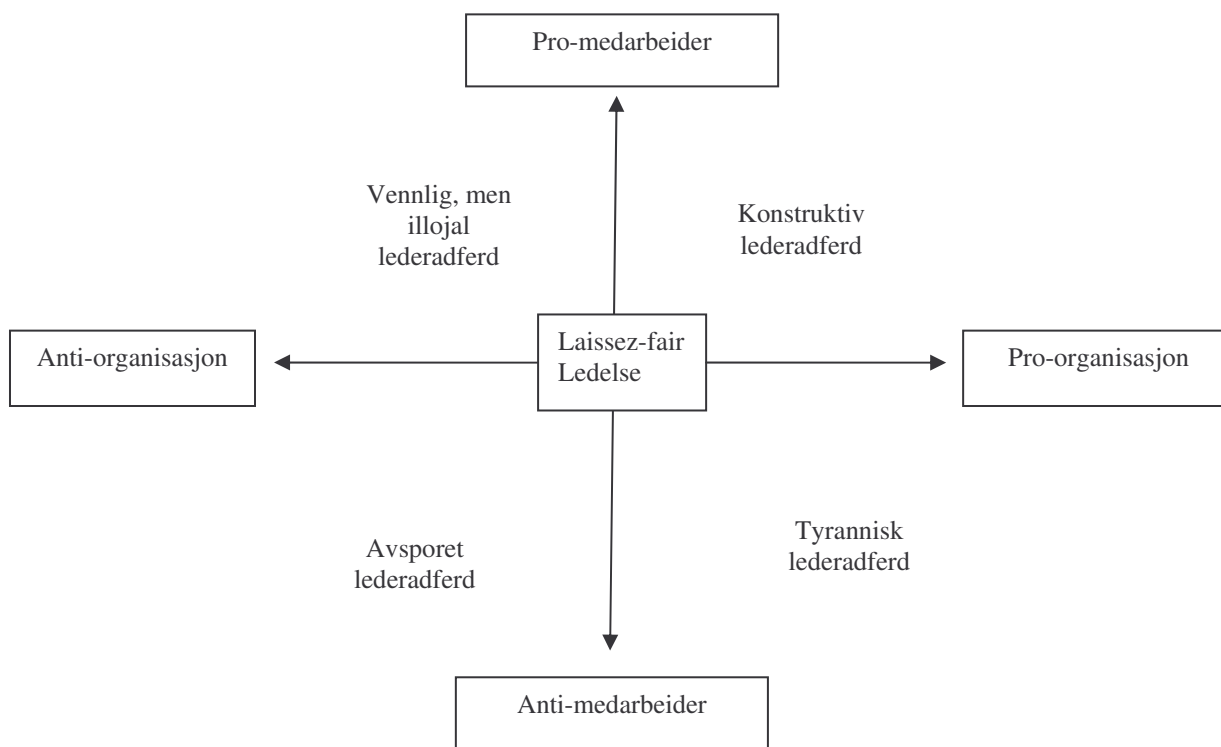 Pro-medarbeider
Vennlig, men
illojal
lederadferd
Konstruktiv
lederadferd
Anti-organisasjon
Laissez-fair
Ledelse
Pro-organisasjon
Avsporet
lederadferd
Tyrannisk
lederadferd
Anti-medarbeider